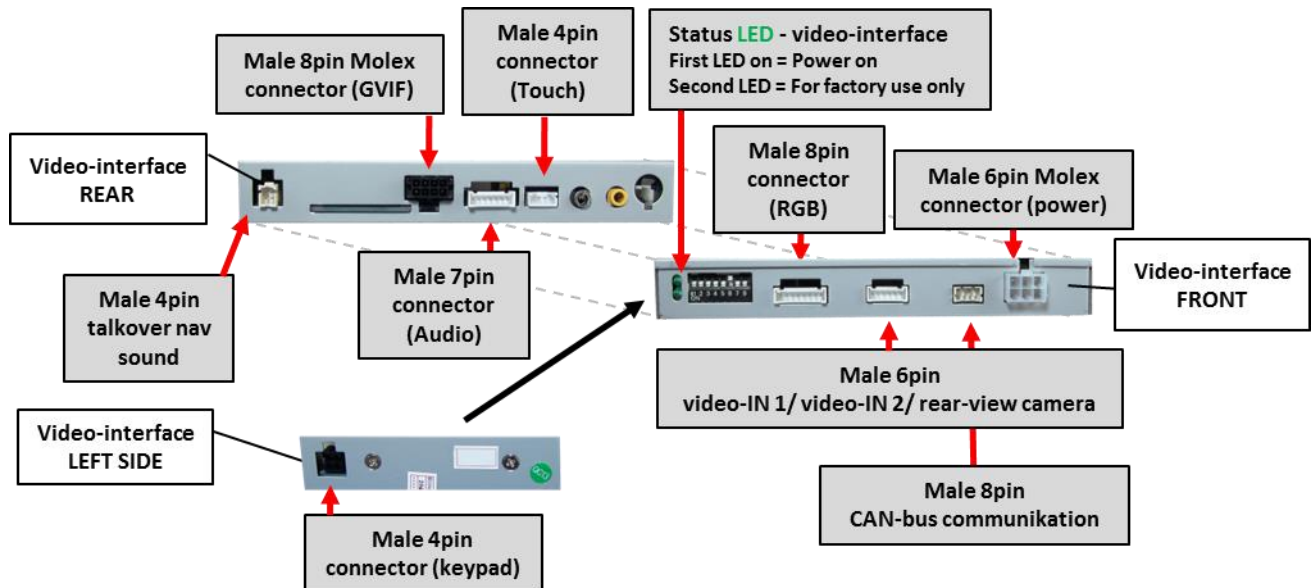 Male 8pin Molex
connector (GVIF)
Male 4pin
connector
(Touch)
Status LED - video-interface
First LED on = Power on
Second LED = For factory use only
Video-interface
REAR
Male 8pin
connector
(RGB)
Male 6pin Molex
connector (power)
Male 4pin
talkover nav
sound
Male 7pin
connector
(Audio)
Video-interface
FRONT
Male 6pin
video-IN 1/ video-IN 2/ rear-view camera
Video-interface
LEFT SIDE
Male 8pin
CAN-bus communikation
Male 4pin
connector (keypad)